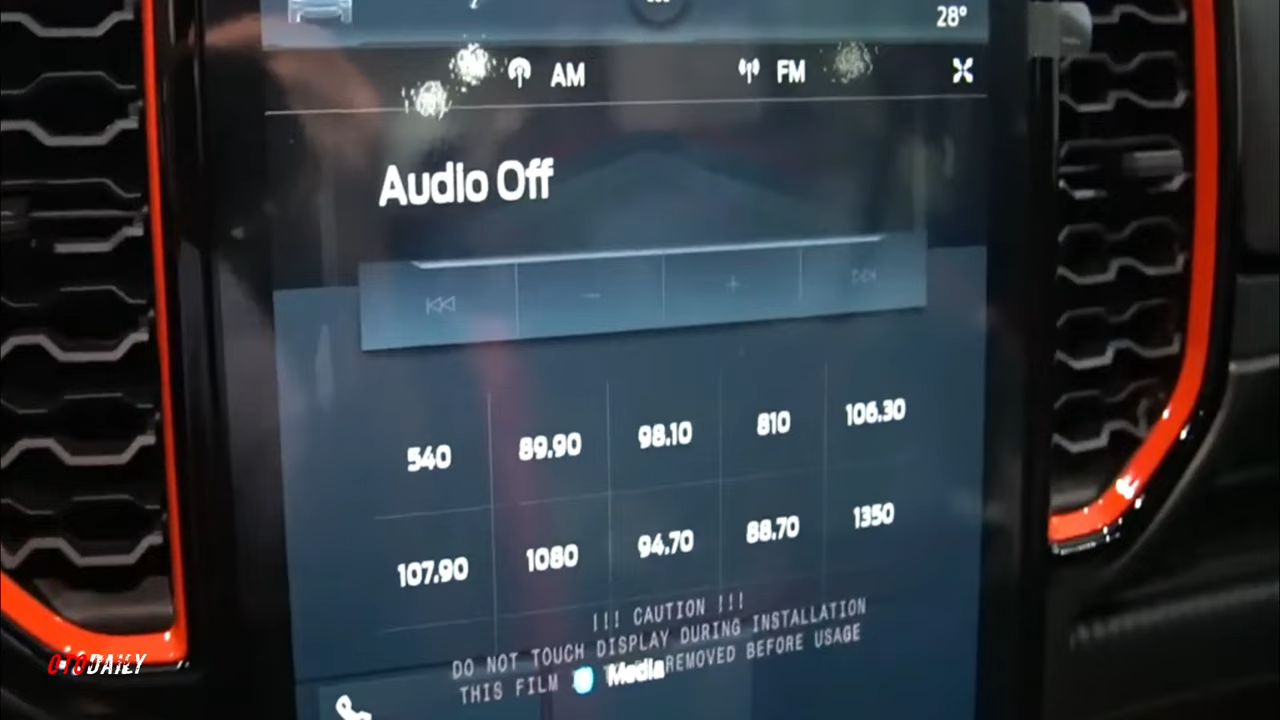 28°
AM FM
Audio Off
540 89.90 98.10 810 106.30
107.90 1080 94.70 88.70 1350
!!! CAUTION !!!
DO NOT TOUCH DISPLAY DURING INSTALLATION
THIS FILM REMOVED BEFORE USAGE
Media
OTODAILY